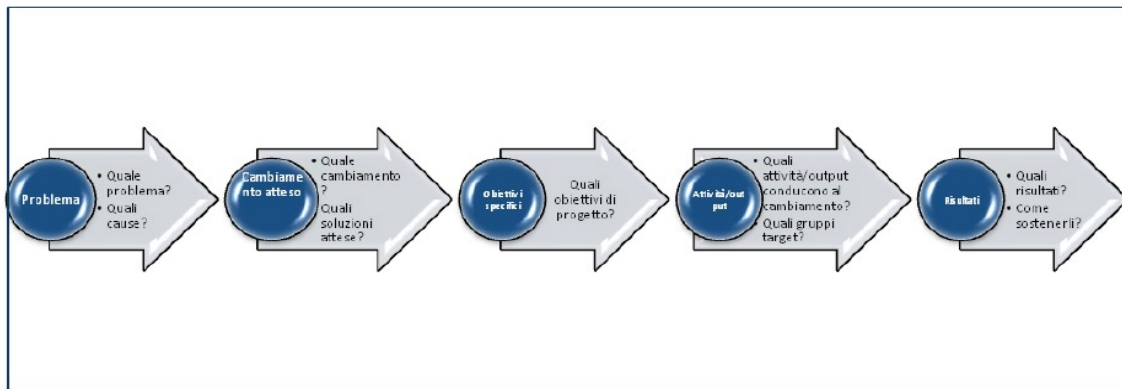 Problema
• Quale
problema?
• Quali
cause?
Cambiame
nto atteso
• Quale
cambiamento
?
• Quali
soluzioni
attese?
Obiettivi
specifici
Quali
obiettivi di
progetto?
Attività/out
put
• Quali
attività/output
conducono al
cambiamento?
• Quali gruppi
target?
Risultati
• Quali
risultati?
• Come
sostenerli?